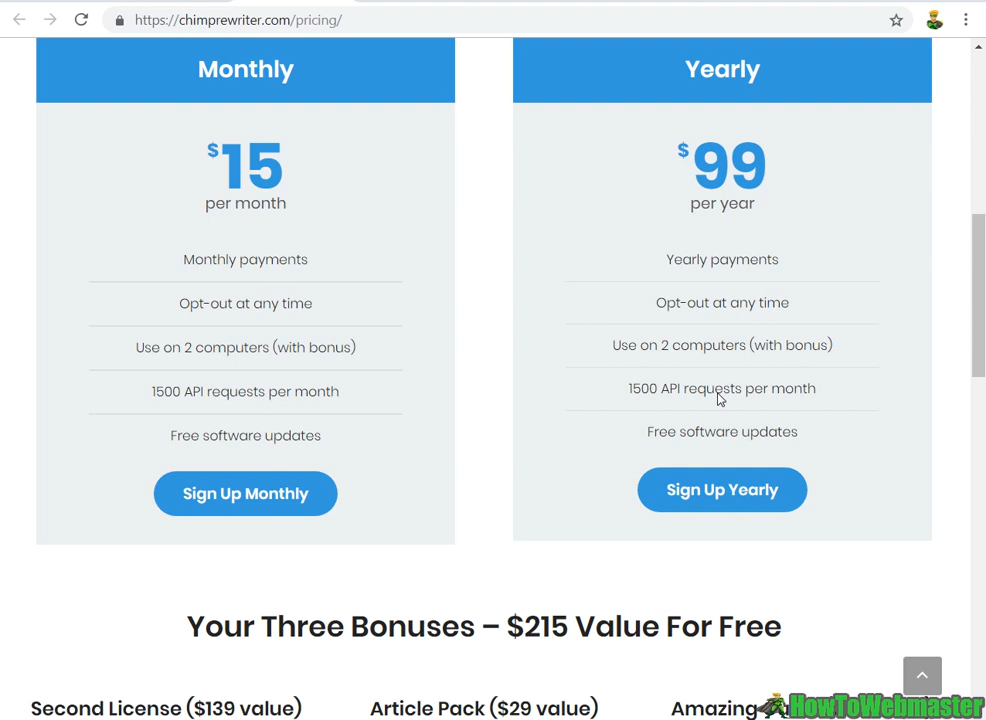 https://chimprewriter.com/pricing/
Monthly
$15
per month
Monthly payments
Opt-out at any time
Use on 2 computers (with bonus)
1500 API requests per month
Free software updates
Sign Up Monthly
Yearly
$99
per year
Yearly payments
Opt-out at any time
Use on 2 computers (with bonus)
1500 API requests per month
Free software updates
Sign Up Yearly
Your Three Bonuses – $215 Value For Free
Second License ($139 value)
Article Pack ($29 value)
Amazing
HowToWebmaster